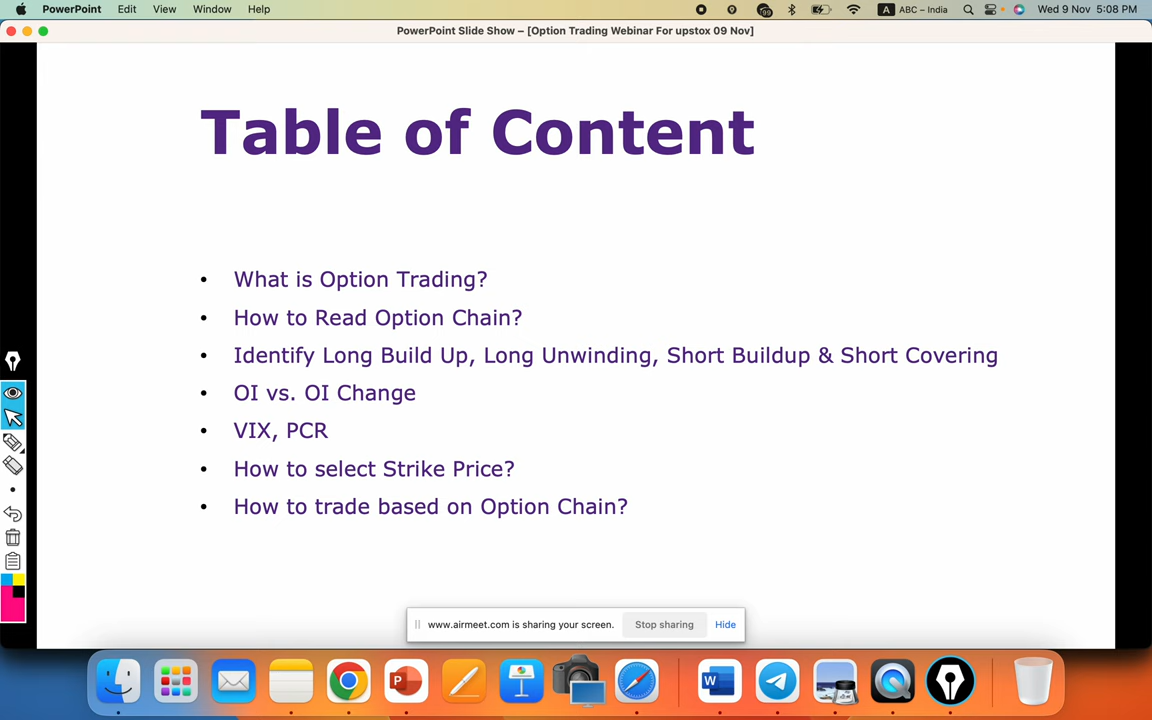 PowerPoint Edit View Window Help
99 A ABC – India Wed 9 Nov 5:08 PM
PowerPoint Slide Show – [Option Trading Webinar For upstox 09 Nov]
Table of Content
• What is Option Trading?
• How to Read Option Chain?
• Identify Long Build Up, Long Unwinding, Short Buildup & Short Covering
• OI vs. OI Change
• VIX, PCR
• How to select Strike Price?
• How to trade based on Option Chain?
www.airmeet.com is sharing your screen. Stop sharing Hide
P W